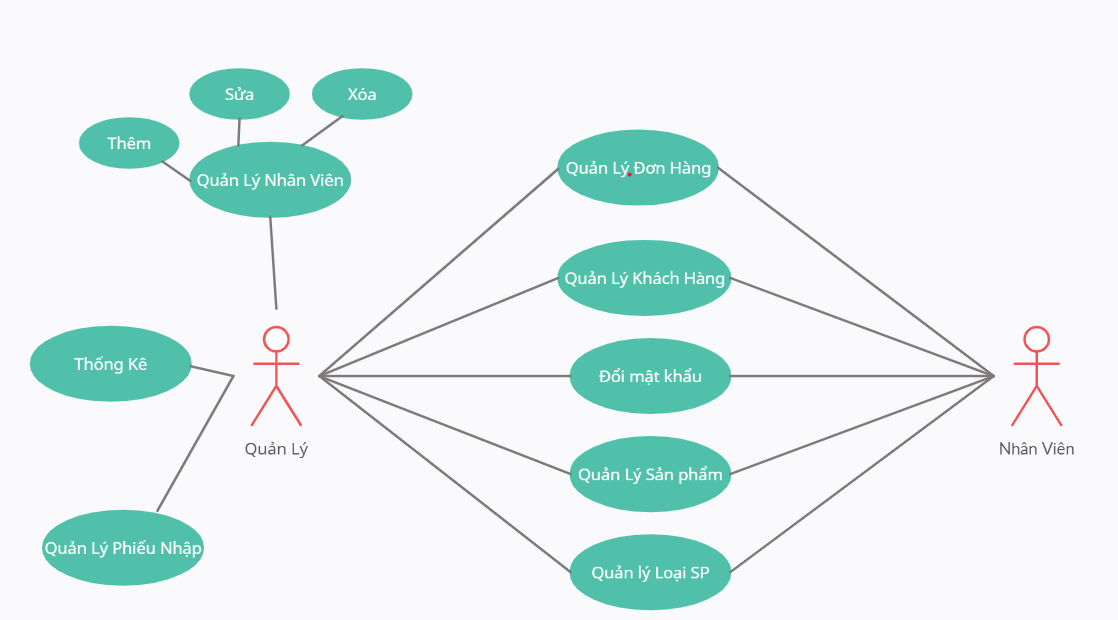 Sửa
Xóa
Thêm
Quản Lý Nhân Viên
Quản Lý Đơn Hàng
Quản Lý Khách Hàng
Thống Kê
Đổi mật khẩu
Quản Lý
Nhân Viên
Quản Lý Sản phẩm
Quản Lý Phiếu Nhập
Quản lý Loại SP